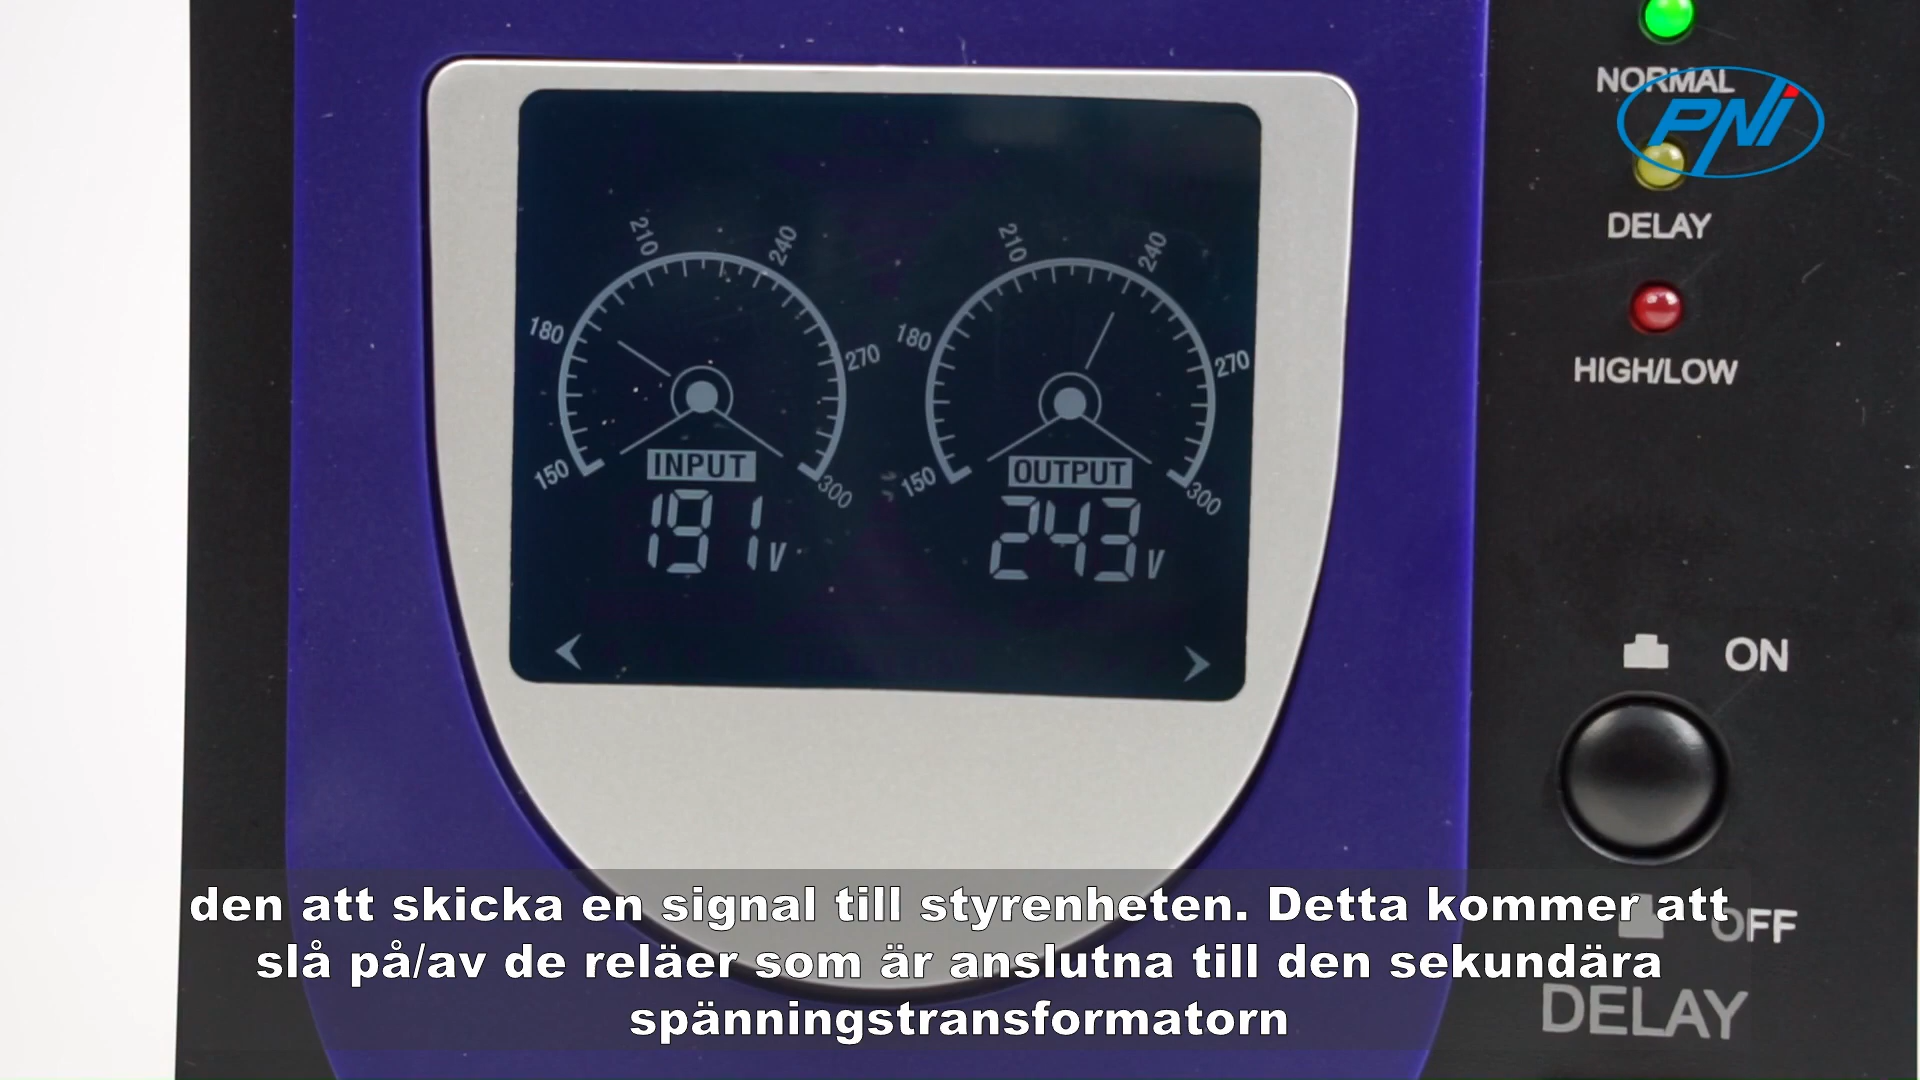 NORMAL
PNI
DELAY
HIGH/LOW
210
240
180
270
150
300
INPUT
191 V
210
240
180
270
150
300
OUTPUT
243 V
ON
OFF
DELAY
den att skicka en signal till styrenheten. Detta kommer att
slå på/av de reläer som är anslutna till den sekundära
spänningstransformatorn